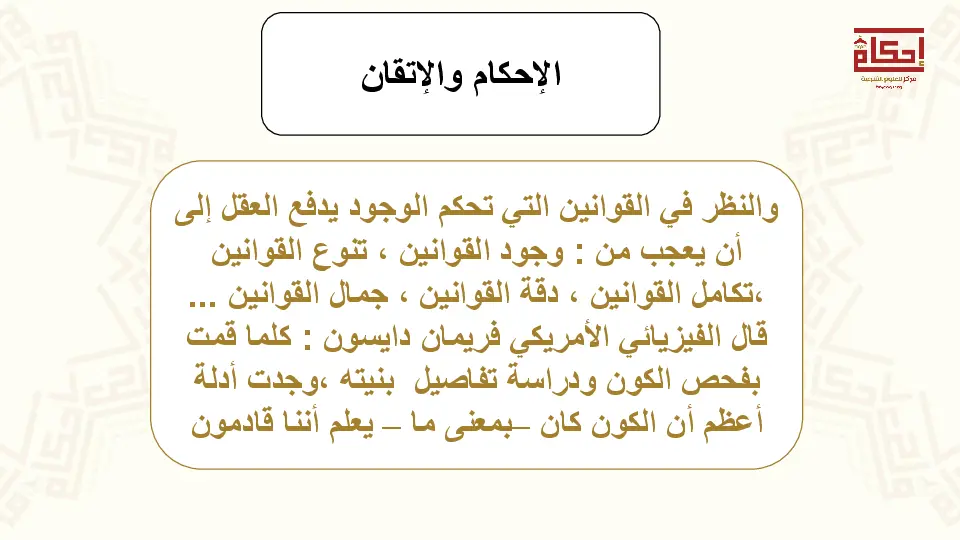 إحكام
مركز للعلوم الشرعية
الإحكام والإتقان
والنظر في القوانين التي تحكم الوجود يدفع العقل إلى
أن يعجب من : وجود القوانين ، تنوع القوانين
،تكامل القوانين ، دقة القوانين ، جمال القوانين ...
قال الفيزيائي الأمريكي فريمان دايسون : كلما قمت
بفحص الكون ودراسة تفاصيل بنيته ،وجدت أدلة
أعظم أن الكون كان –بمعنى ما – يعلم أننا قادمون